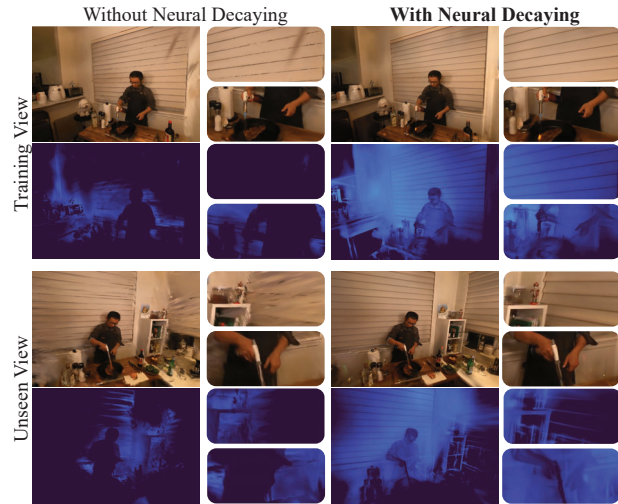 Without Neural Decaying
With Neural Decaying
Training View
Unseen View